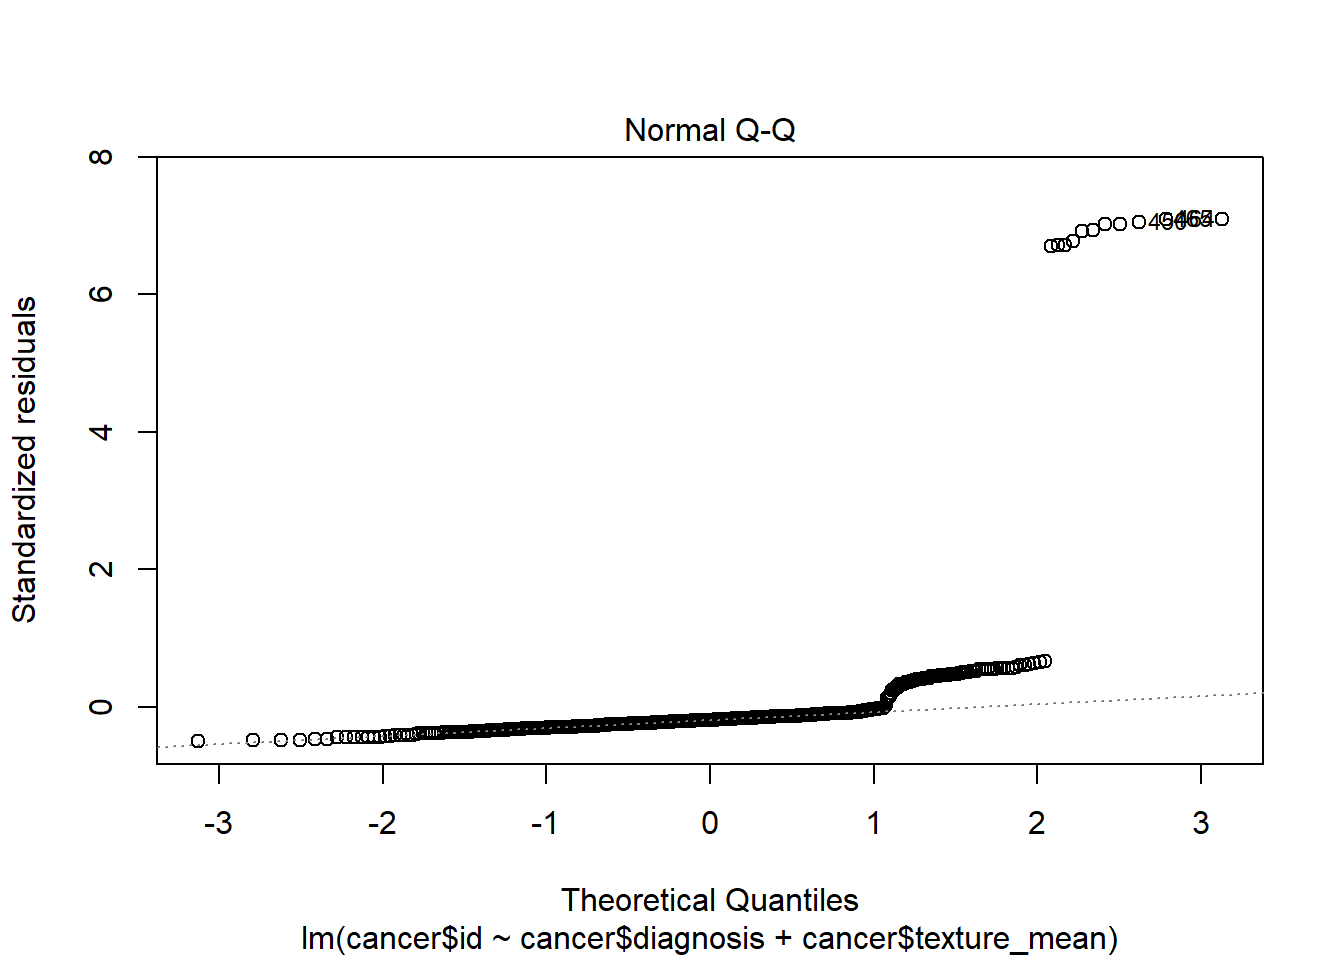 Normal Q-Q
8
6
4
2
0
Standardized residuals
-3 -2 -1 0 1 2 3
Theoretical Quantiles
lm(cancer$id ~ cancer$diagnosis + cancer$texture_mean)